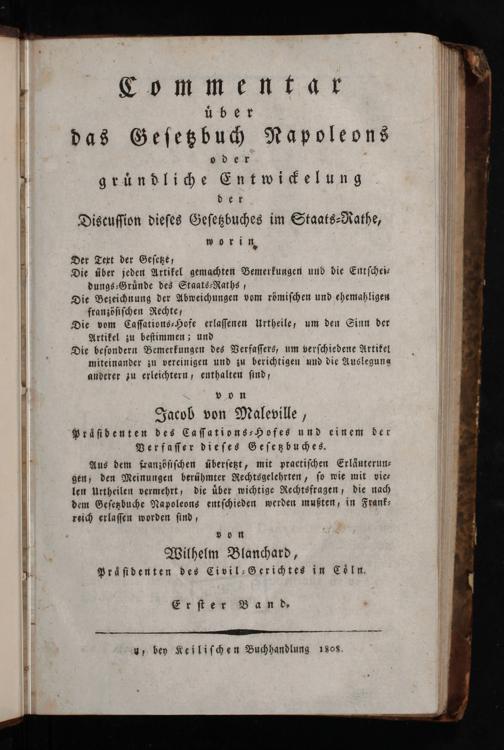 Commentar
über
das Gesetzbuch Napoleons
oder
gründliche Entwickelung
der
Discussion dieses Gesetzbuches im Staats-Rathe,
worin
Der Text der Gesetze,
Die über jeden Artikel gemachten Bemerkungen und die Entschei-
dungs-Gründe des Staats-Raths,
Die Bezeichnung der Abweichungen vom römischen und ehemahligen
französischen Rechte,
Die vom Cassations-Hofe erlassenen Urtheile, um den Sinn der
Artikel zu bestimmen; und
Die besondern Bemerkungen des Verfassers, um verschiedene Artikel
miteinander zu vereinigen und zu berichtigen und die Auslegung
anderer zu erleichtern, enthalten sind,
von
Jacob von Maleville,
Präsidenten des Cassations-Hofes und einem der
Verfasser dieses Gesetzbuches.
Aus dem französischen übersetzt, mit practischen Erläuterun-
gen, den Meinungen berühmter Rechtsgelehrten, so wie mit vie-
len Urtheilen vermehrt, die über wichtige Rechtsfragen, die nach
dem Gesetzbuche Napoleons entschieden werden mußten, in Frank-
reich erlassen worden sind,
von
Wilhelm Blanchard,
Präsidenten des Civil-Gerichtes in Cöln.
Erster Band.
bey Keilischen Buchhandlung 1808.